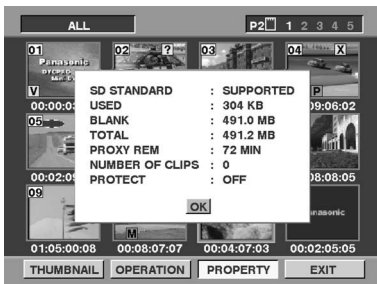 ALL
P2 1 2 3 4 5
01 02 ? 03 04 X
Panasonic
V P
00:00:0 09:06:02
SD STANDARD : SUPPORTED
USED : 304 KB
BLANK : 491.0 MB
TOTAL : 491.2 MB
PROXY REM : 72 MIN
NUMBER OF CLIPS : 0
PROTECT : OFF
OK
05
00:02:0 08:08:05
09
M
nasonic
01:05:00:08 00:08:07:07 00:04:07:03 00:02:05:05
THUMBNAIL OPERATION PROPERTY EXIT